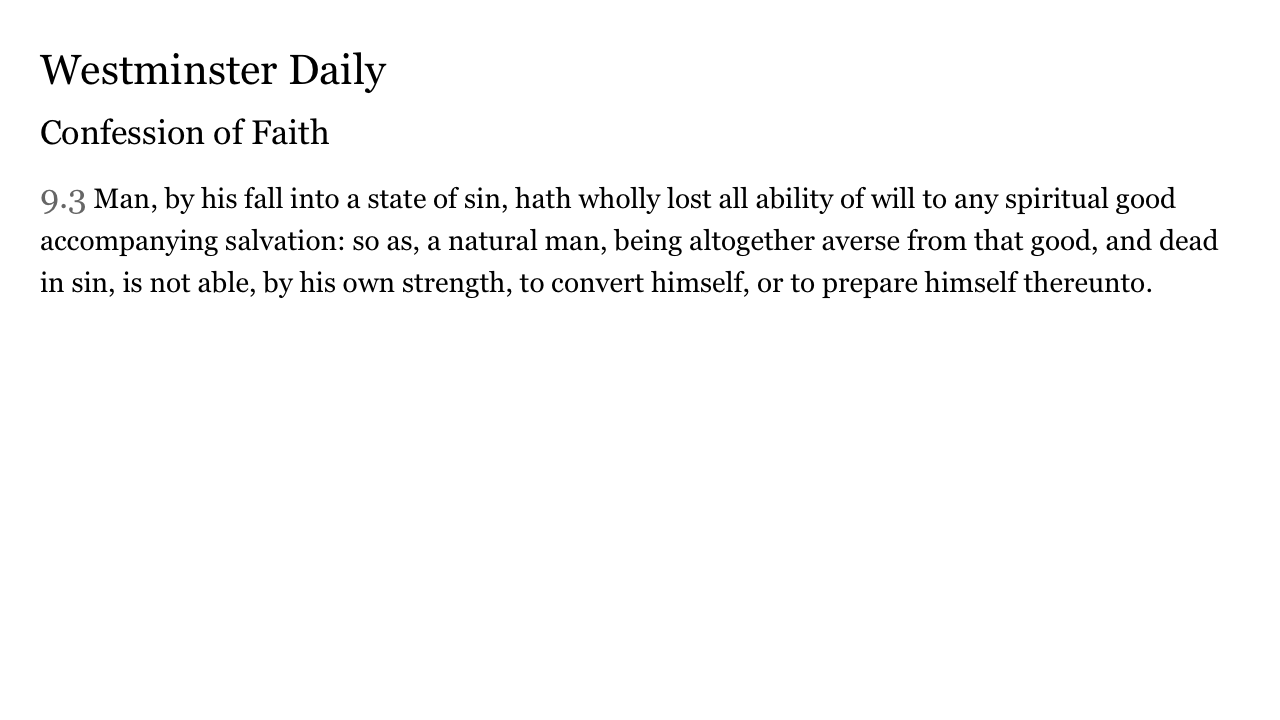 Westminster Daily
Confession of Faith
9.3 Man, by his fall into a state of sin, hath wholly lost all ability of will to any spiritual good
accompanying salvation: so as, a natural man, being altogether averse from that good, and dead
in sin, is not able, by his own strength, to convert himself, or to prepare himself thereunto.